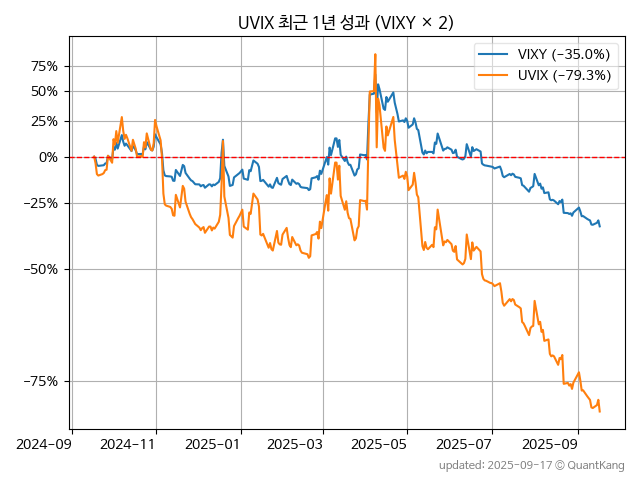 UVIX 최근 1년 성과 (VIXY × 2)
VIXY (−35.0%)
UVIX (−79.3%)
75%
50%
25%
0%
−25%
−50%
−75%
2024-09 2024-11 2025-01 2025-03 2025-05 2025-07 2025-09
updated: 2025-09-17 © QuantKang